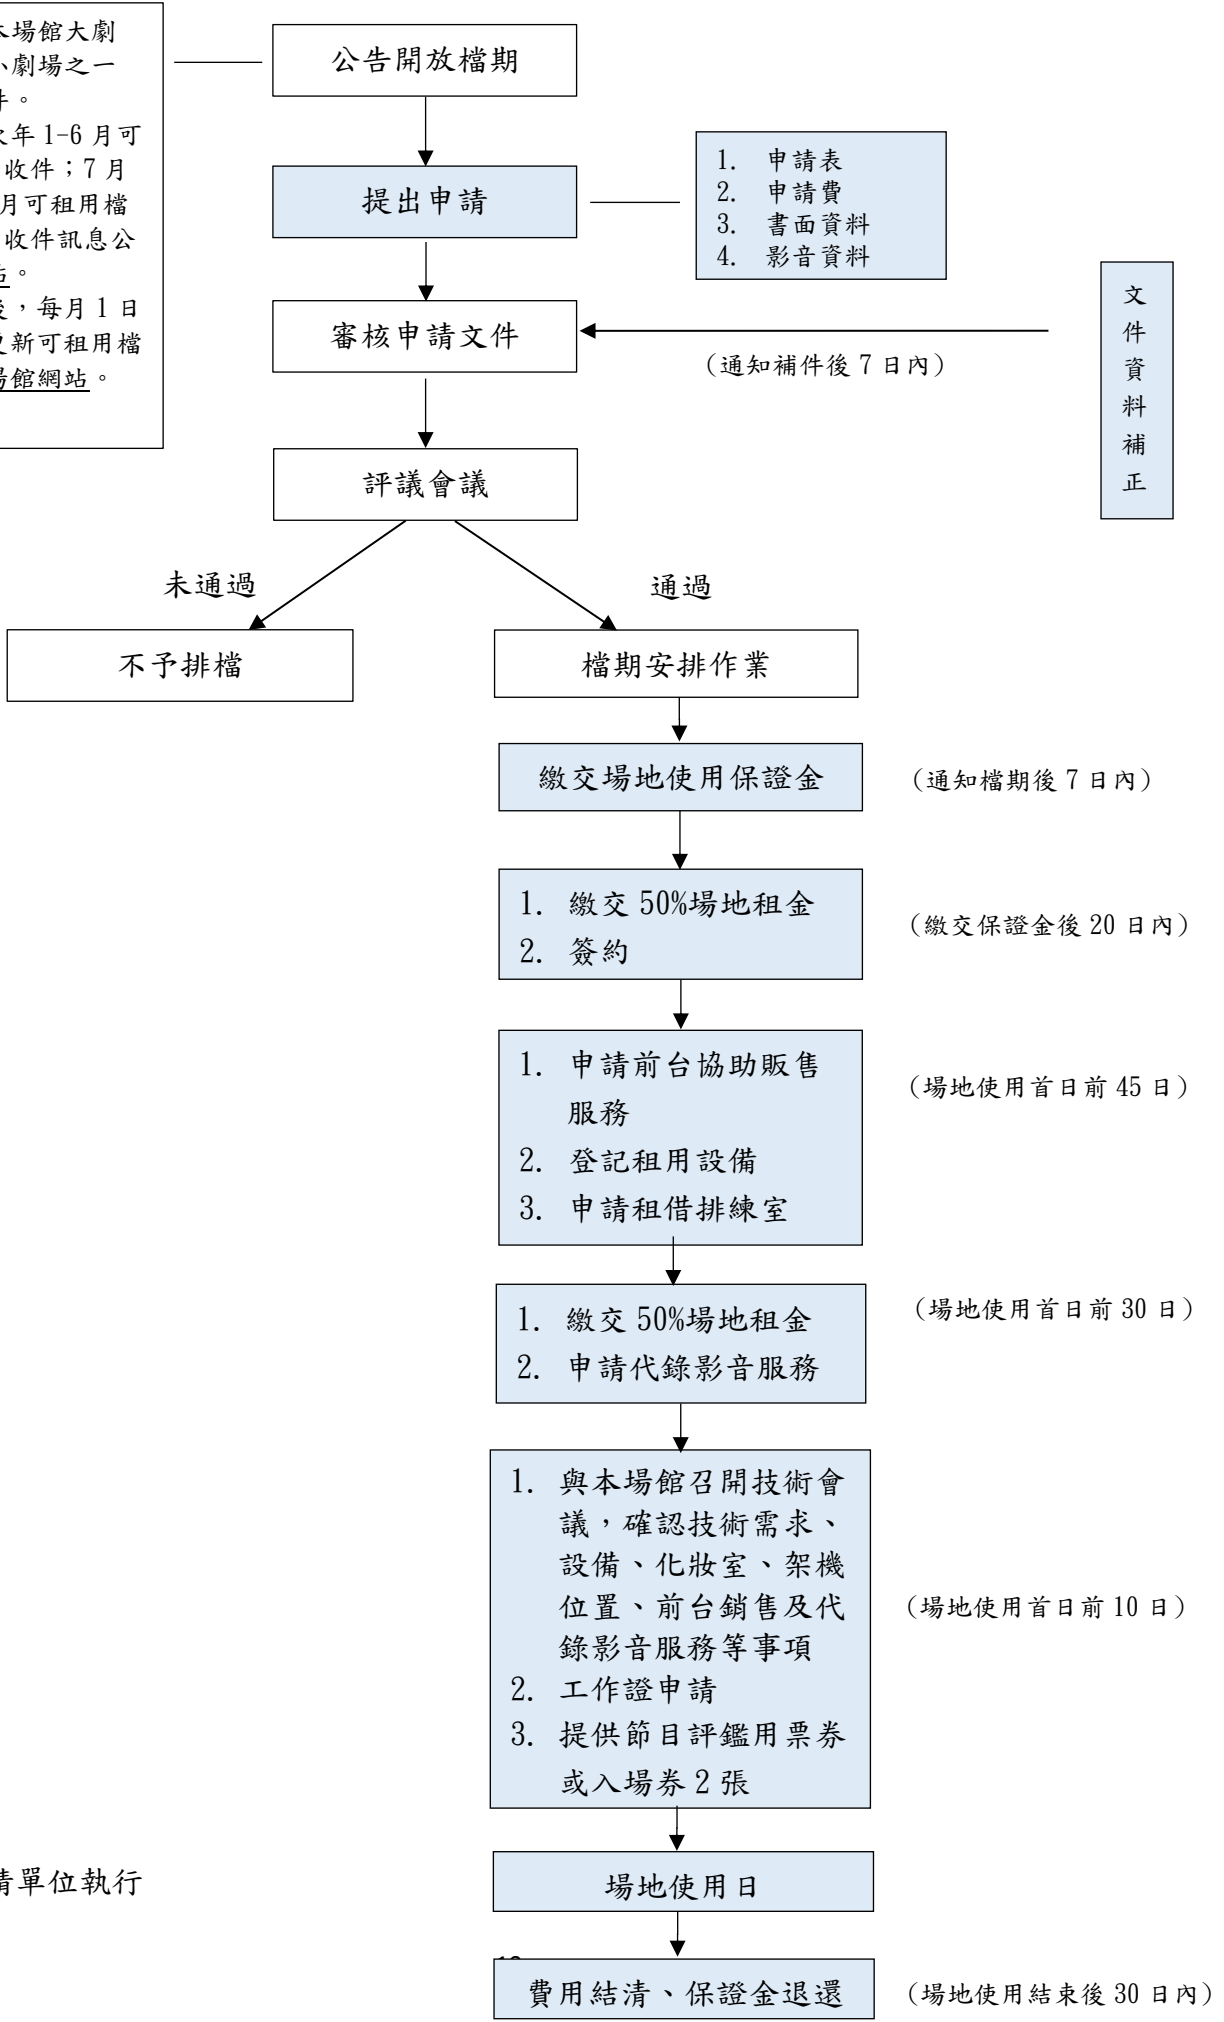 本場館大劇
小劇場之一
件。
次年 1-6 月可
收件；7 月
月可租用檔
收件訊息公
站。
後，每月 1 日
更新可租用檔
場館網站。
公告開放檔期
提出申請
1. 申請表
2. 申請費
3. 書面資料
4. 影音資料
審核申請文件
（通知補件後 7 日內）
文
件
資
料
補
正
評議會議
未通過
通過
不予排檔
檔期安排作業
繳交場地使用保證金
（通知檔期後 7 日內）
1. 繳交 50%場地租金
2. 簽約
（繳交保證金後 20 日內）
1. 申請前台協助販售
服務
2. 登記租用設備
3. 申請租借排練室
（場地使用首日前 45 日）
1. 繳交 50%場地租金
2. 申請代錄影音服務
（場地使用首日前 30 日）
1. 與本場館召開技術會
議，確認技術需求、
設備、化妝室、架機
位置、前台銷售及代
錄影音服務等事項
2. 工作證申請
3. 提供節目評鑑用票券
或入場券 2 張
（場地使用首日前 10 日）
請單位執行
場地使用日
費用結清、保證金退還
（場地使用結束後 30 日內）